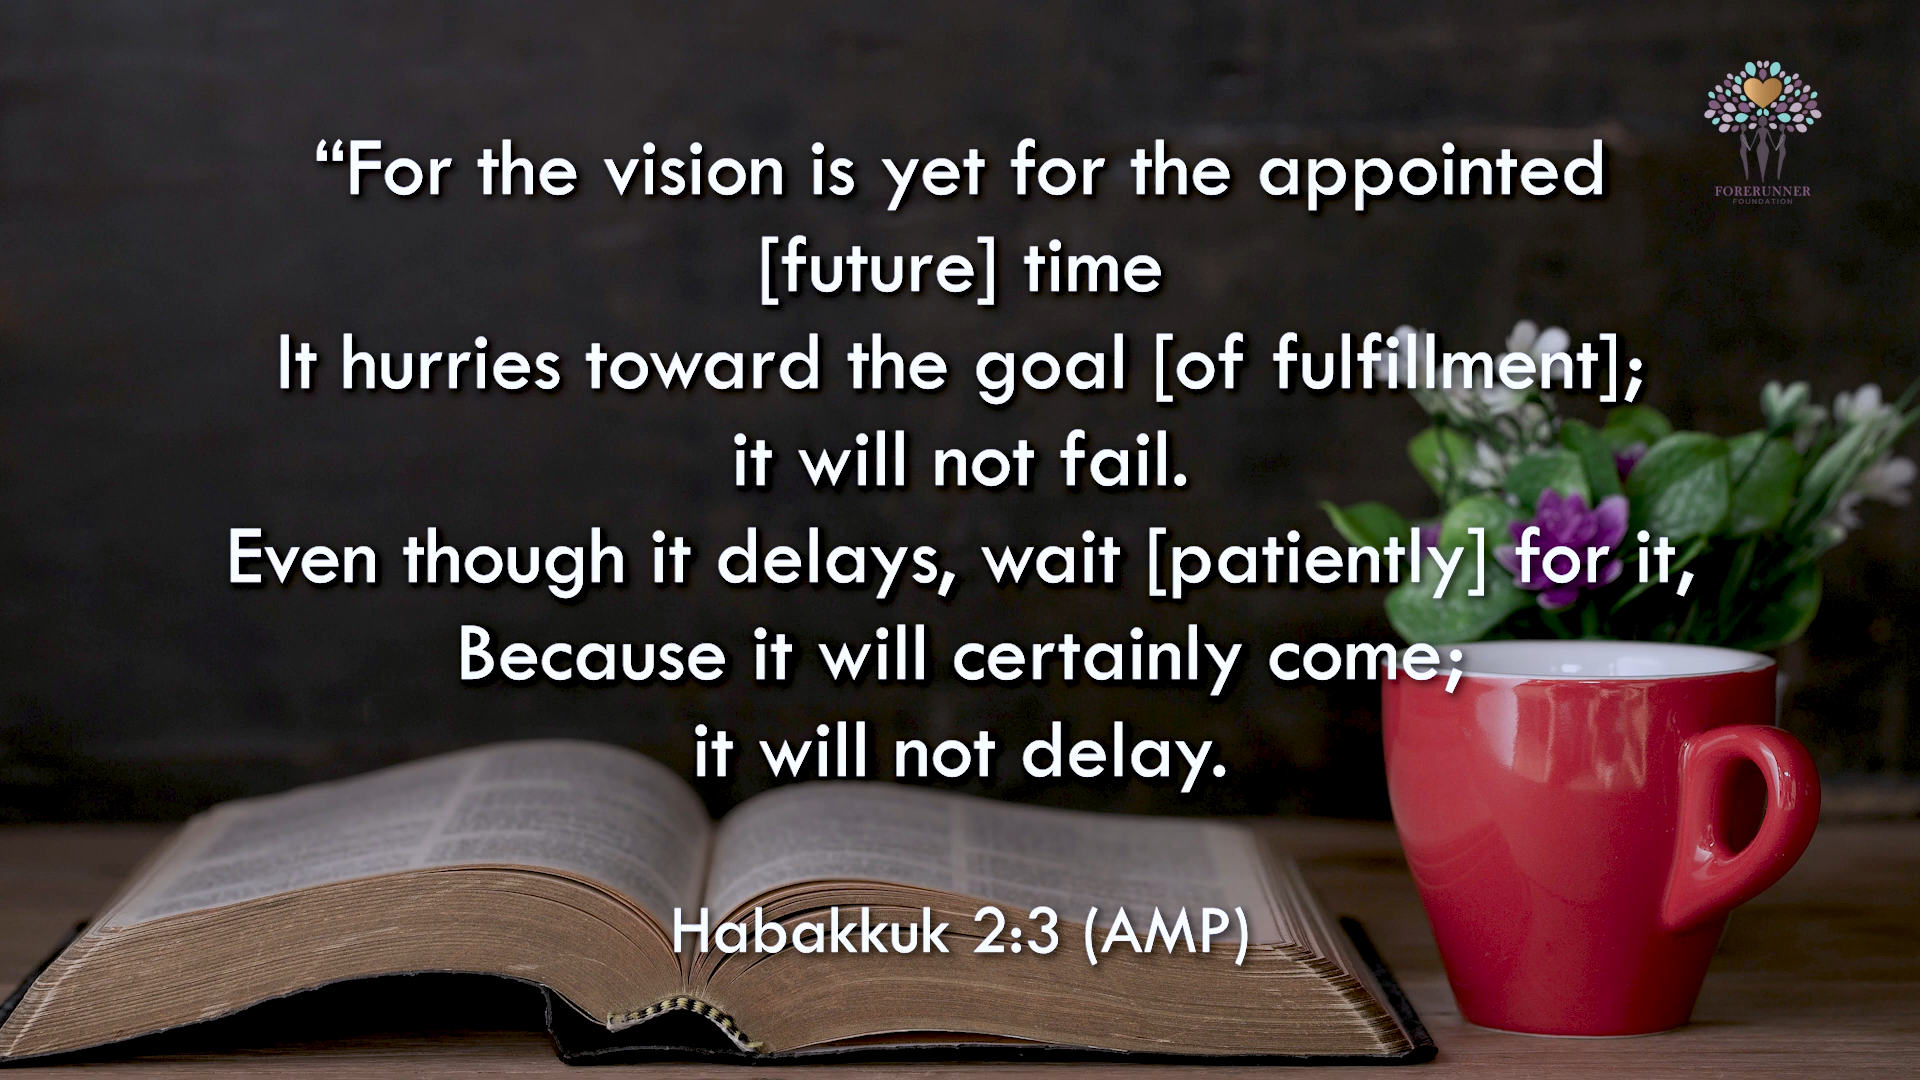 “For the vision is yet for the appointed
[future] time
It hurries toward the goal [of fulfillment];
it will not fail.
Even though it delays, wait [patiently] for it,
Because it will certainly come;
it will not delay.
Habakkuk 2:3 (AMP)
FORERUNNER
FOUNDATION